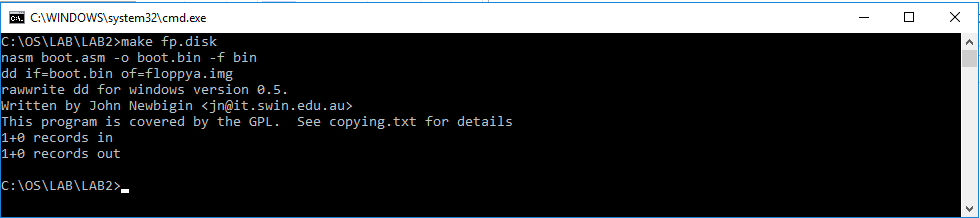 C:\WINDOWS\system32\cmd.exe
C:\OS\LAB\LAB2>make fp.disk
nasm boot.asm -o boot.bin -f bin
dd if=boot.bin of=floppya.img
rawwrite dd for windows version 0.5.
Written by John Newbigin <jn@it.swin.edu.au>
This program is covered by the GPL.  See copying.txt for details
1+0 records in
1+0 records out
C:\OS\LAB\LAB2>